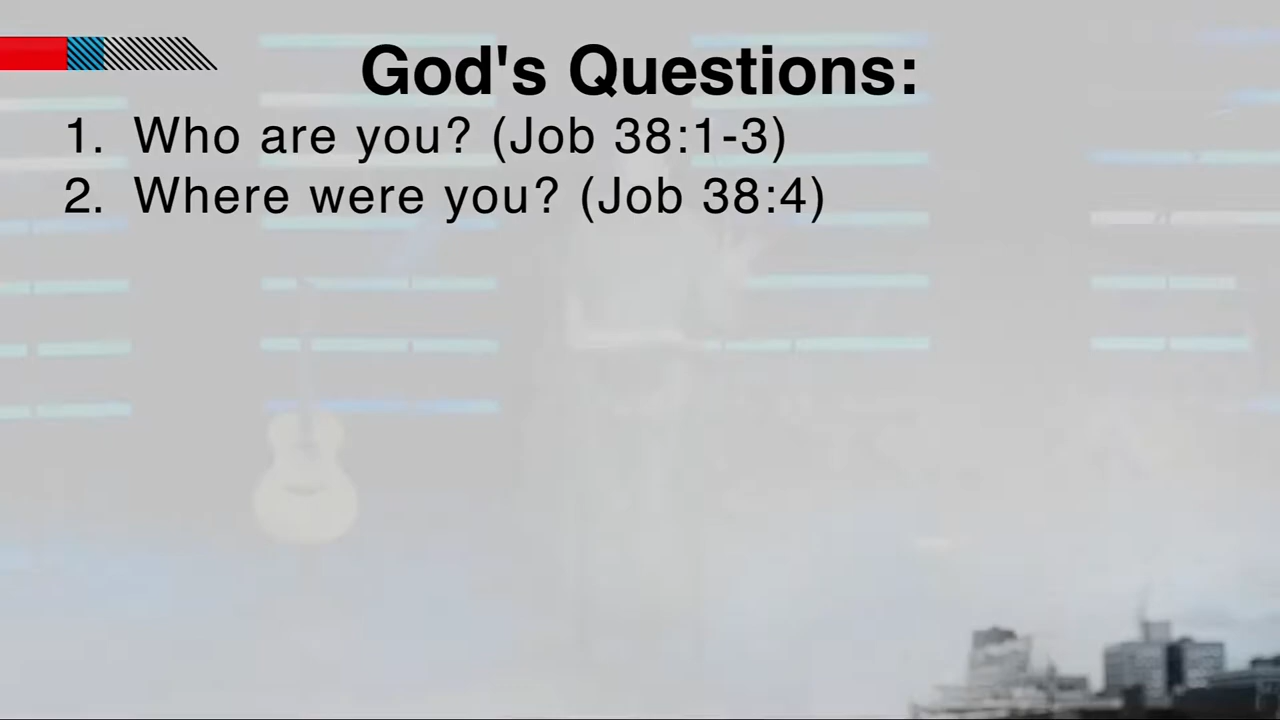 God's Questions:
1. Who are you? (Job 38:1-3)
2. Where were you? (Job 38:4)